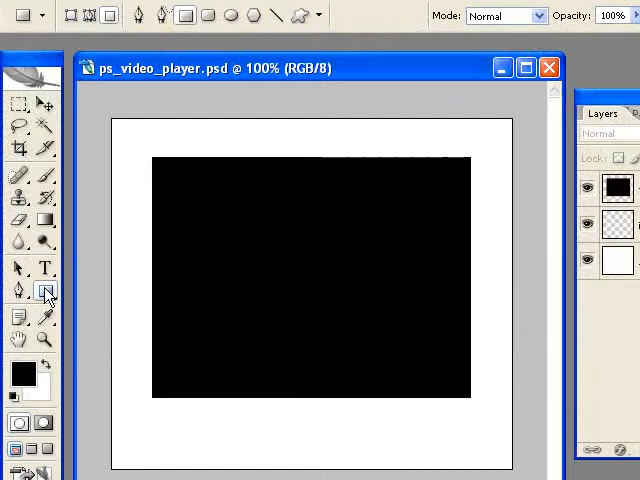 Mode: Normal Opacity: 100%
ps_video_player.psd @ 100% (RGB/8)
Layers
Normal
Lock:
T